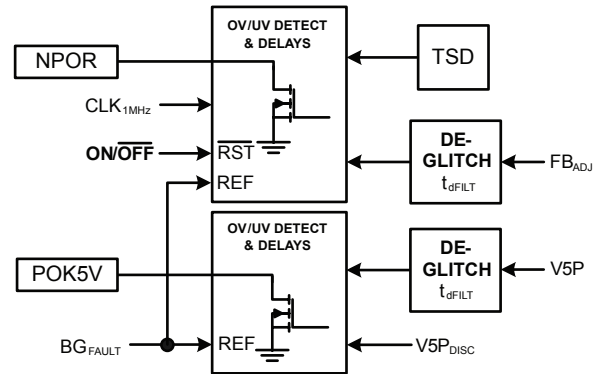 OV/UV DETECT
& DELAYS
NPOR
TSD
CLK1MHz
ON/OFF
RST
REF
DE-
GLITCH
tdFILT
FBADJ
OV/UV DETECT
& DELAYS
POK5V
DE-
GLITCH
tdFILT
V5P
BGFAULT
REF
V5PDISC